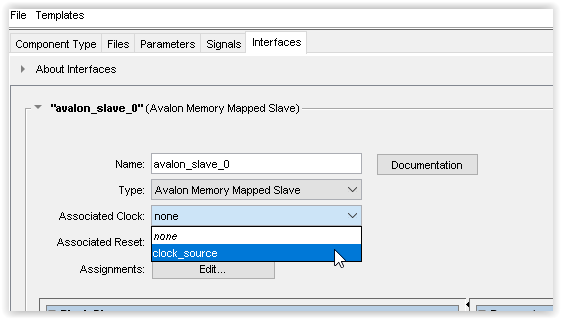 File Templates
Component Type Files Parameters Signals Interfaces
About Interfaces
"avalon_slave_0" (Avalon Memory Mapped Slave)
Name: avalon_slave_0 Documentation
Type: Avalon Memory Mapped Slave
Associated Clock: none
none
Associated Reset:
clock_source
Assignments: Edit...